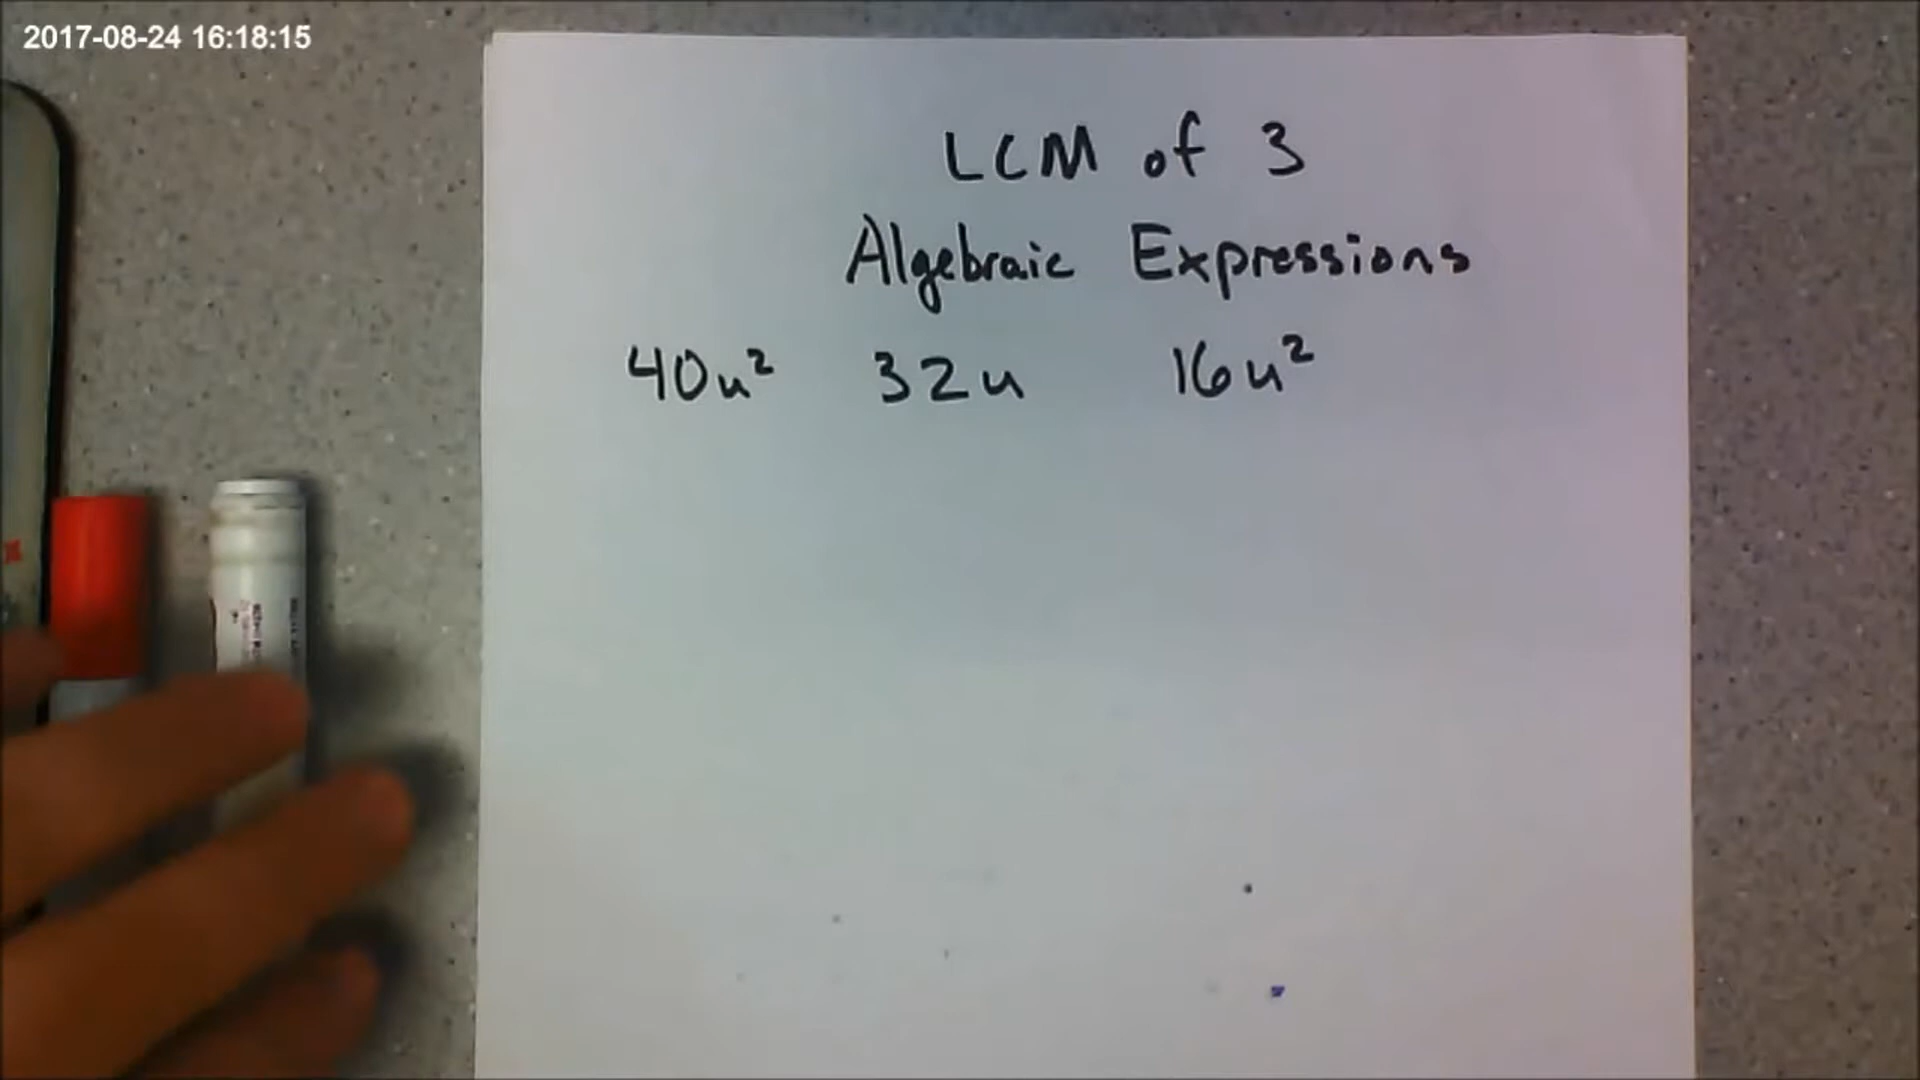 2017-08-24 16:18:15
LCM of 3
Algebraic Expressions
40u² 32u 16u²